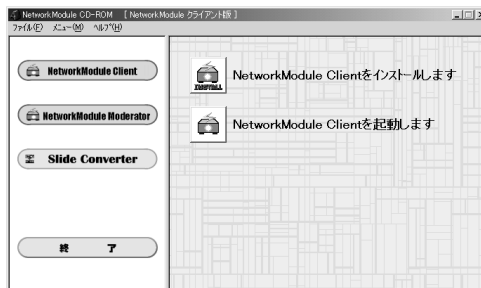 NetworkModule CD-ROM [ NetworkModule クライアント版 ]
ファイル(F) メニュー(M) ヘルプ(H)
NetworkModule Client
NetworkModule Moderator
Slide Converter
終 了
INSTALL
NetworkModule Clientをインストールします
NetworkModule Clientを起動します